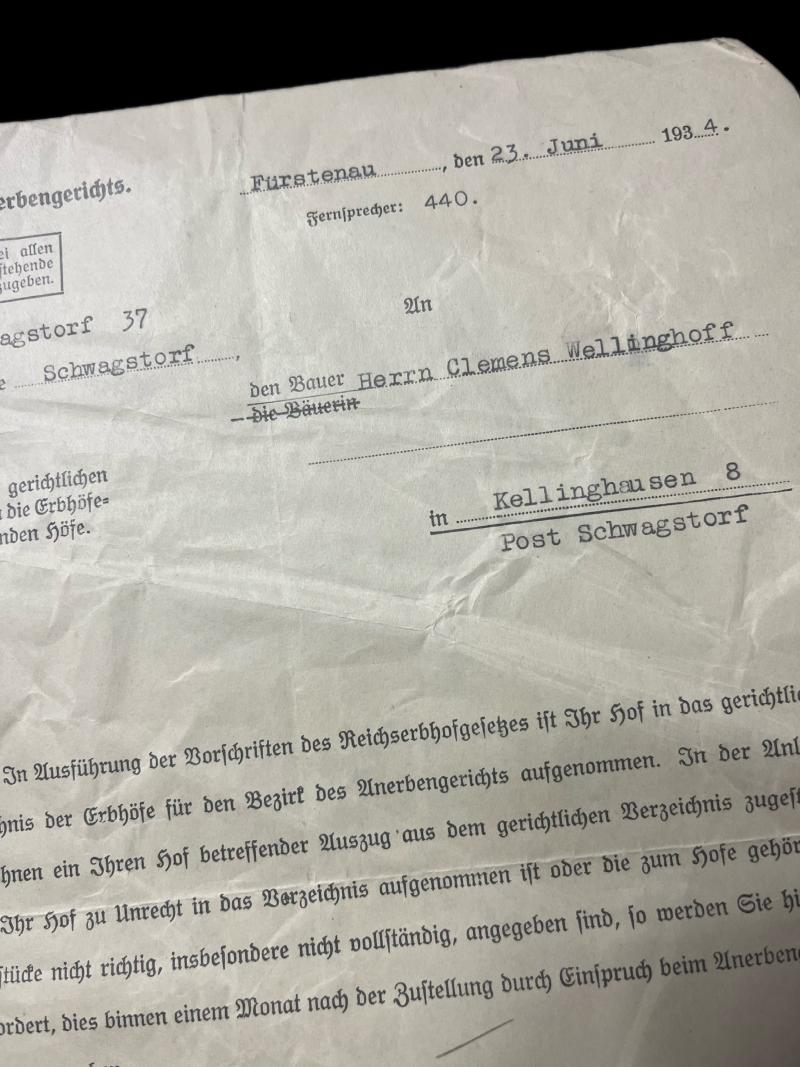 Fürstenau, den 23. Juni 1934.
erbengerichts.
Fernsprecher: 440.
ei allen
stehende
ugeben.
An
agstorf 37
e Schwagstorf,
den Bauer Herrn Clemens Wellinghoff
die Bäuerin
gerichtlichen
die Erbhöfe=
nden Höfe.
in Kellinghausen 8
Post Schwagstorf
In Ausführung der Vorschriften des Reichserbhofgesetzes ist Ihr Hof in das gerichtli
hnis der Erbhöfe für den Bezirk des Anerbengerichts aufgenommen. In der Anl
hnen ein Ihren Hof betreffender Auszug aus dem gerichtlichen Verzeichnis zugest
Ihr Hof zu Unrecht in das Verzeichnis aufgenommen ist oder die zum Hofe gehör
stücke nicht richtig, insbesondere nicht vollständig, angegeben sind, so werden Sie hi
ordert, dies binnen einem Monat nach der Zustellung durch Einspruch beim Anerben